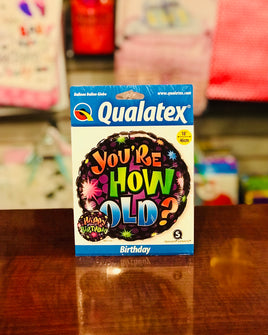 Qualatex®
www.qualatex.com
18"
YOU'RE
HOW
OLD?
Happy
Birthday
S
Birthday